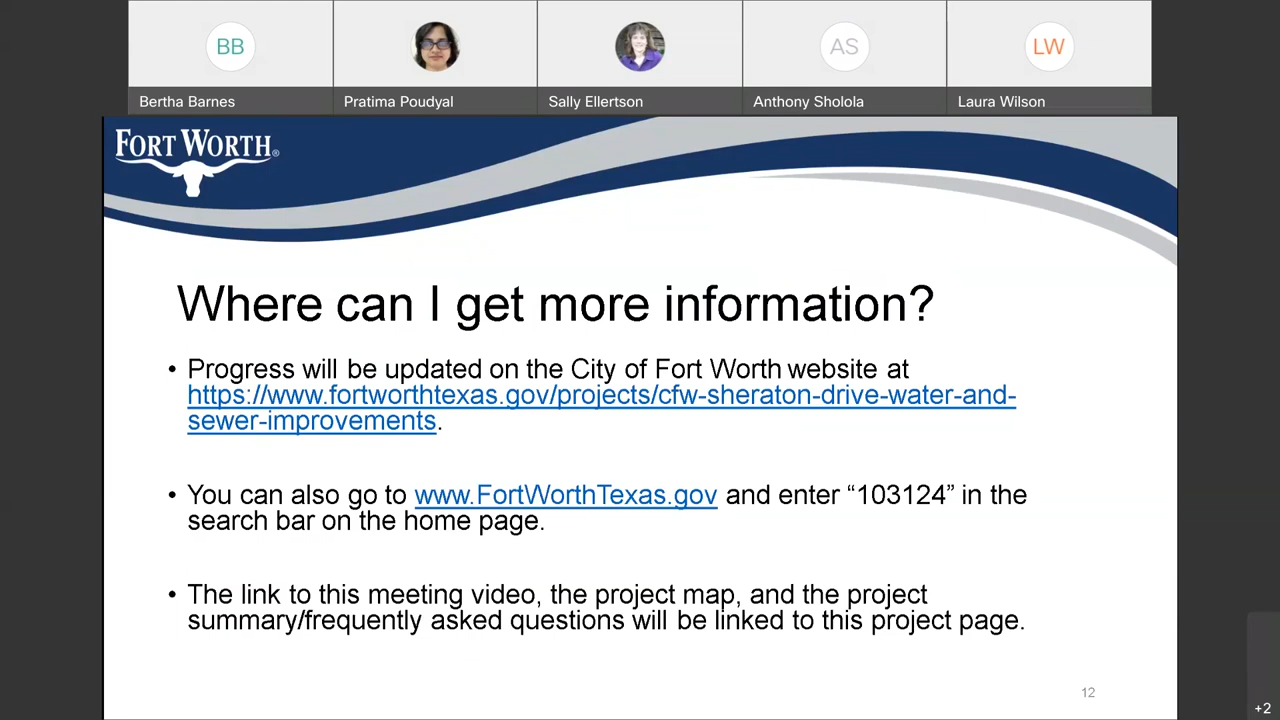 BB
AS
LW
Bertha Barnes
Pratima Poudyal
Sally Ellertson
Anthony Sholola
Laura Wilson
FORT WORTH®
Where can I get more information?
• Progress will be updated on the City of Fort Worth website at
https://www.fortworthtexas.gov/projects/cfw-sheraton-drive-water-and-
sewer-improvements.
• You can also go to www.FortWorthTexas.gov and enter “103124” in the
search bar on the home page.
• The link to this meeting video, the project map, and the project
summary/frequently asked questions will be linked to this project page.
12
+2